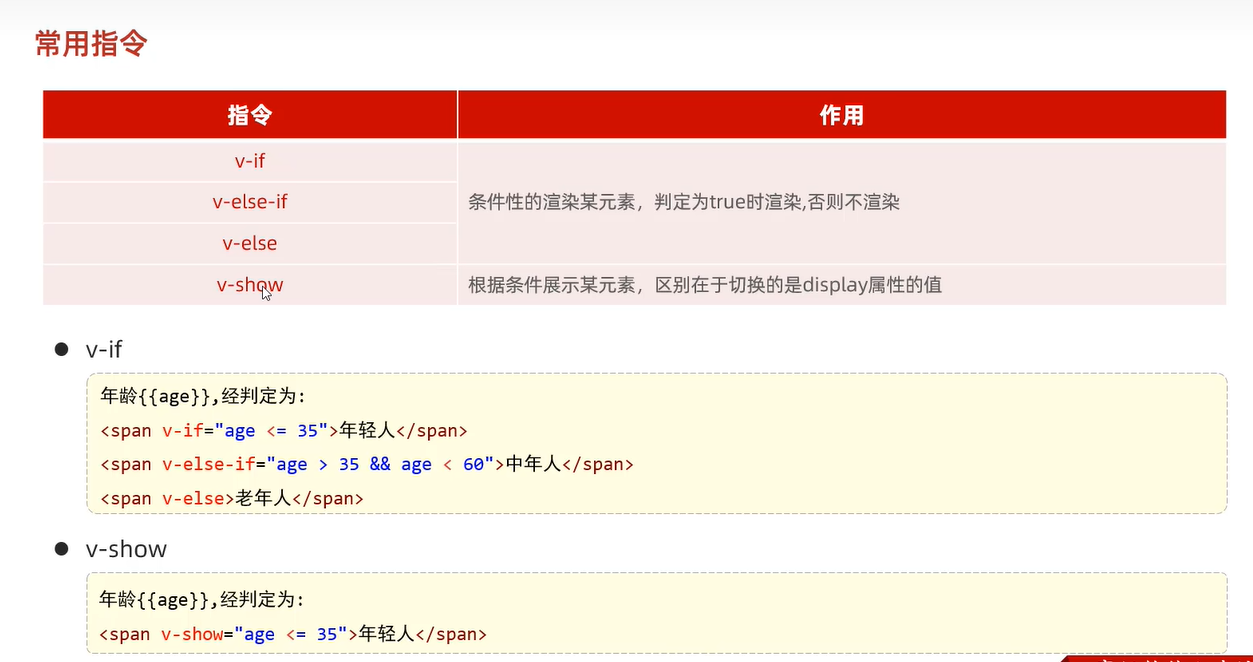 常用指令
指令 作用
v-if
v-else-if 条件性的渲染某元素，判定为true时渲染,否则不渲染
v-else
v-show 根据条件展示某元素，区别在于切换的是display属性的值
v-if
年龄{{age}},经判定为:
<span v-if="age <= 35">年轻人</span>
<span v-else-if="age > 35 && age < 60">中年人</span>
<span v-else>老年人</span>
v-show
年龄{{age}},经判定为:
<span v-show="age <= 35">年轻人</span>